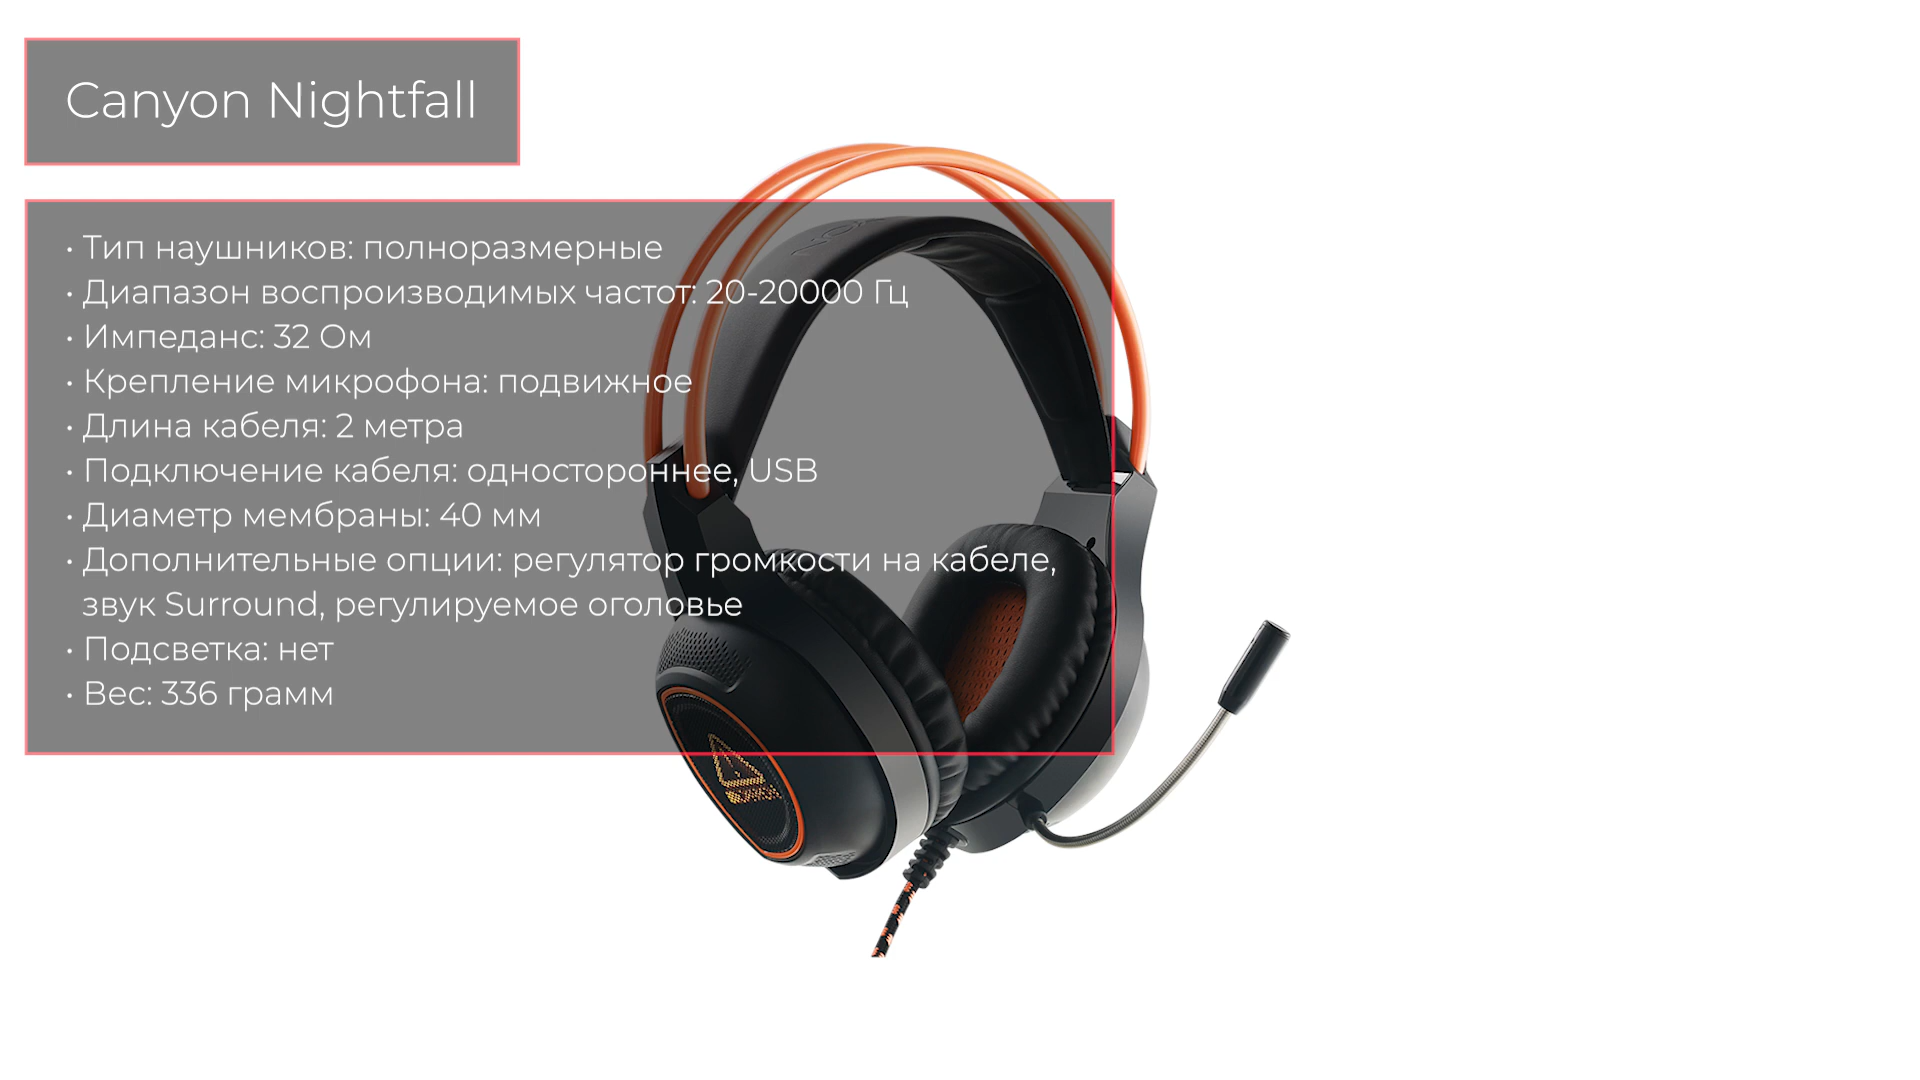 Canyon Nightfall
• Тип наушников: полноразмерные
• Диапазон воспроизводимых частот: 20-20000 Гц
• Импеданс: 32 Ом
• Крепление микрофона: подвижное
• Длина кабеля: 2 метра
• Подключение кабеля: одностороннее, USB
• Диаметр мембраны: 40 мм
• Дополнительные опции: регулятор громкости на кабеле,
звук Surround, регулируемое оголовье
• Подсветка: нет
• Вес: 336 грамм